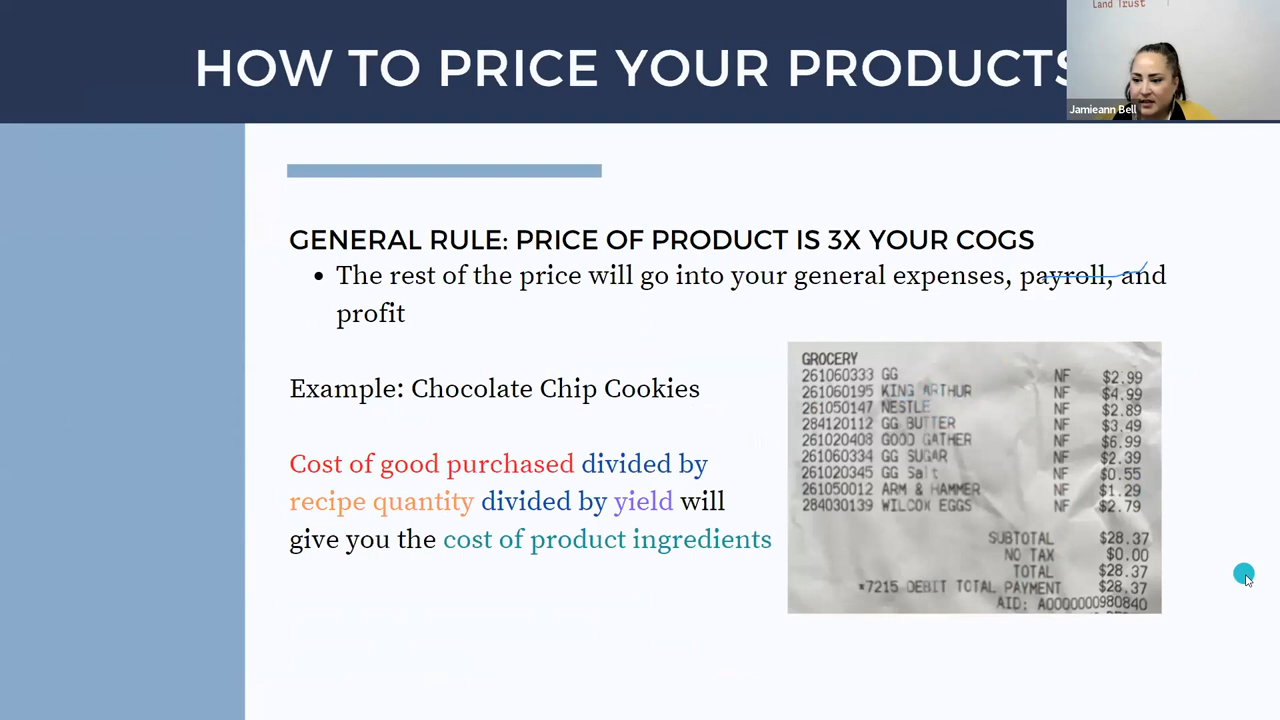 HOW TO PRICE YOUR PRODUCTS
Land Trust
Jamieann Bell
GENERAL RULE: PRICE OF PRODUCT IS 3X YOUR COGS
• The rest of the price will go into your general expenses, payroll, and
profit
Example: Chocolate Chip Cookies
Cost of good purchased divided by
recipe quantity divided by yield will
give you the cost of product ingredients
GROCERY
261060333 GG NF $2.99
261060195 KING ARTHUR NF $4.99
261050147 NESTLE NF $2.89
284120112 GG BUTTER NF $3.49
261020408 GOOD GATHER NF $6.99
261060334 GG SUGAR NF $2.39
261020345 GG Salt NF $0.55
261050012 ARM & HAMMER NF $1.29
284030139 WILCOX EGGS NF $2.79
SUBTOTAL $28.37
NO TAX $0.00
TOTAL $28.37
*7215 DEBIT TOTAL PAYMENT $28.37
AID: A0000000980840